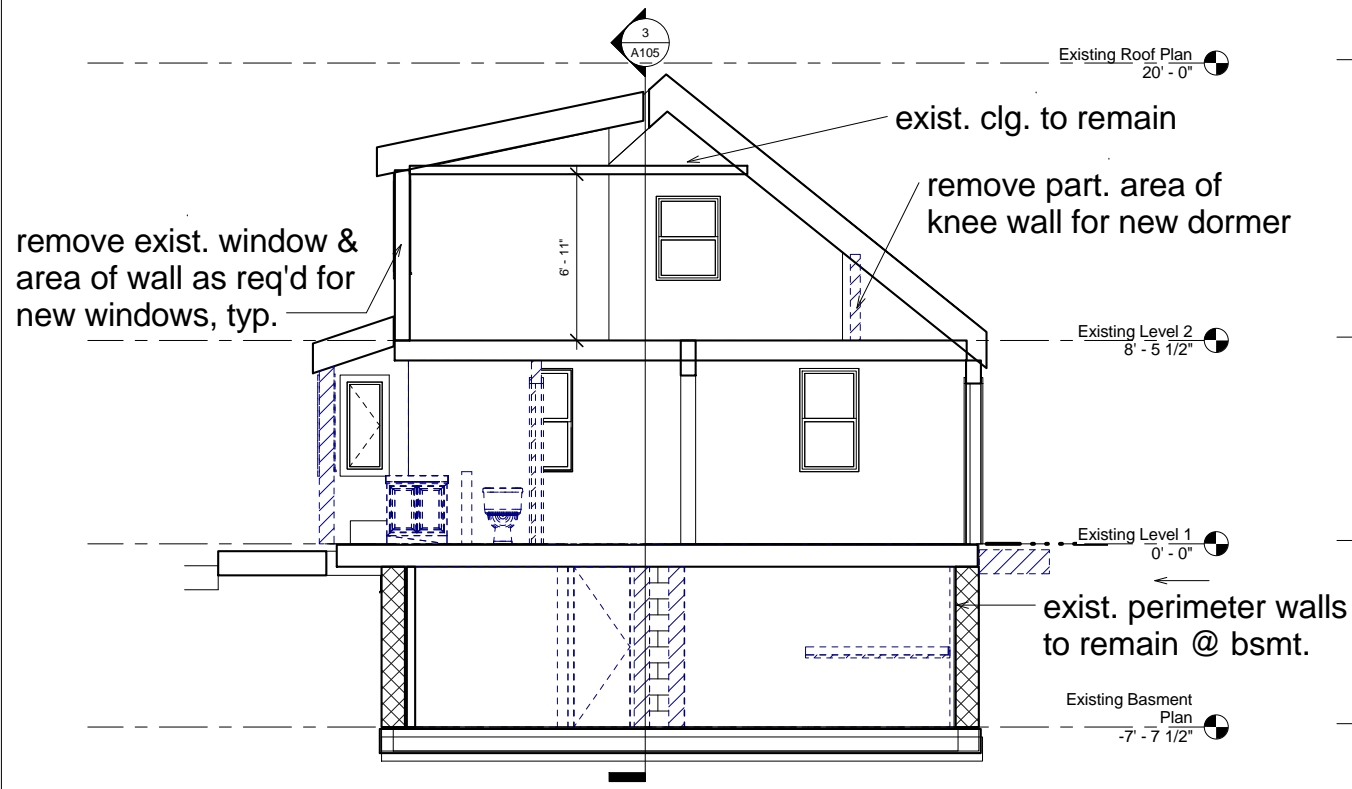 3
A105
Existing Roof Plan
20' - 0"
exist. clg. to remain
remove part. area of
knee wall for new dormer
remove exist. window &
area of wall as req'd for
new windows, typ.
6' - 11"
Existing Level 2
8' - 5 1/2"
Existing Level 1
0' - 0"
exist. perimeter walls
to remain @ bsmt.
Existing Basment
Plan
-7' - 7 1/2"